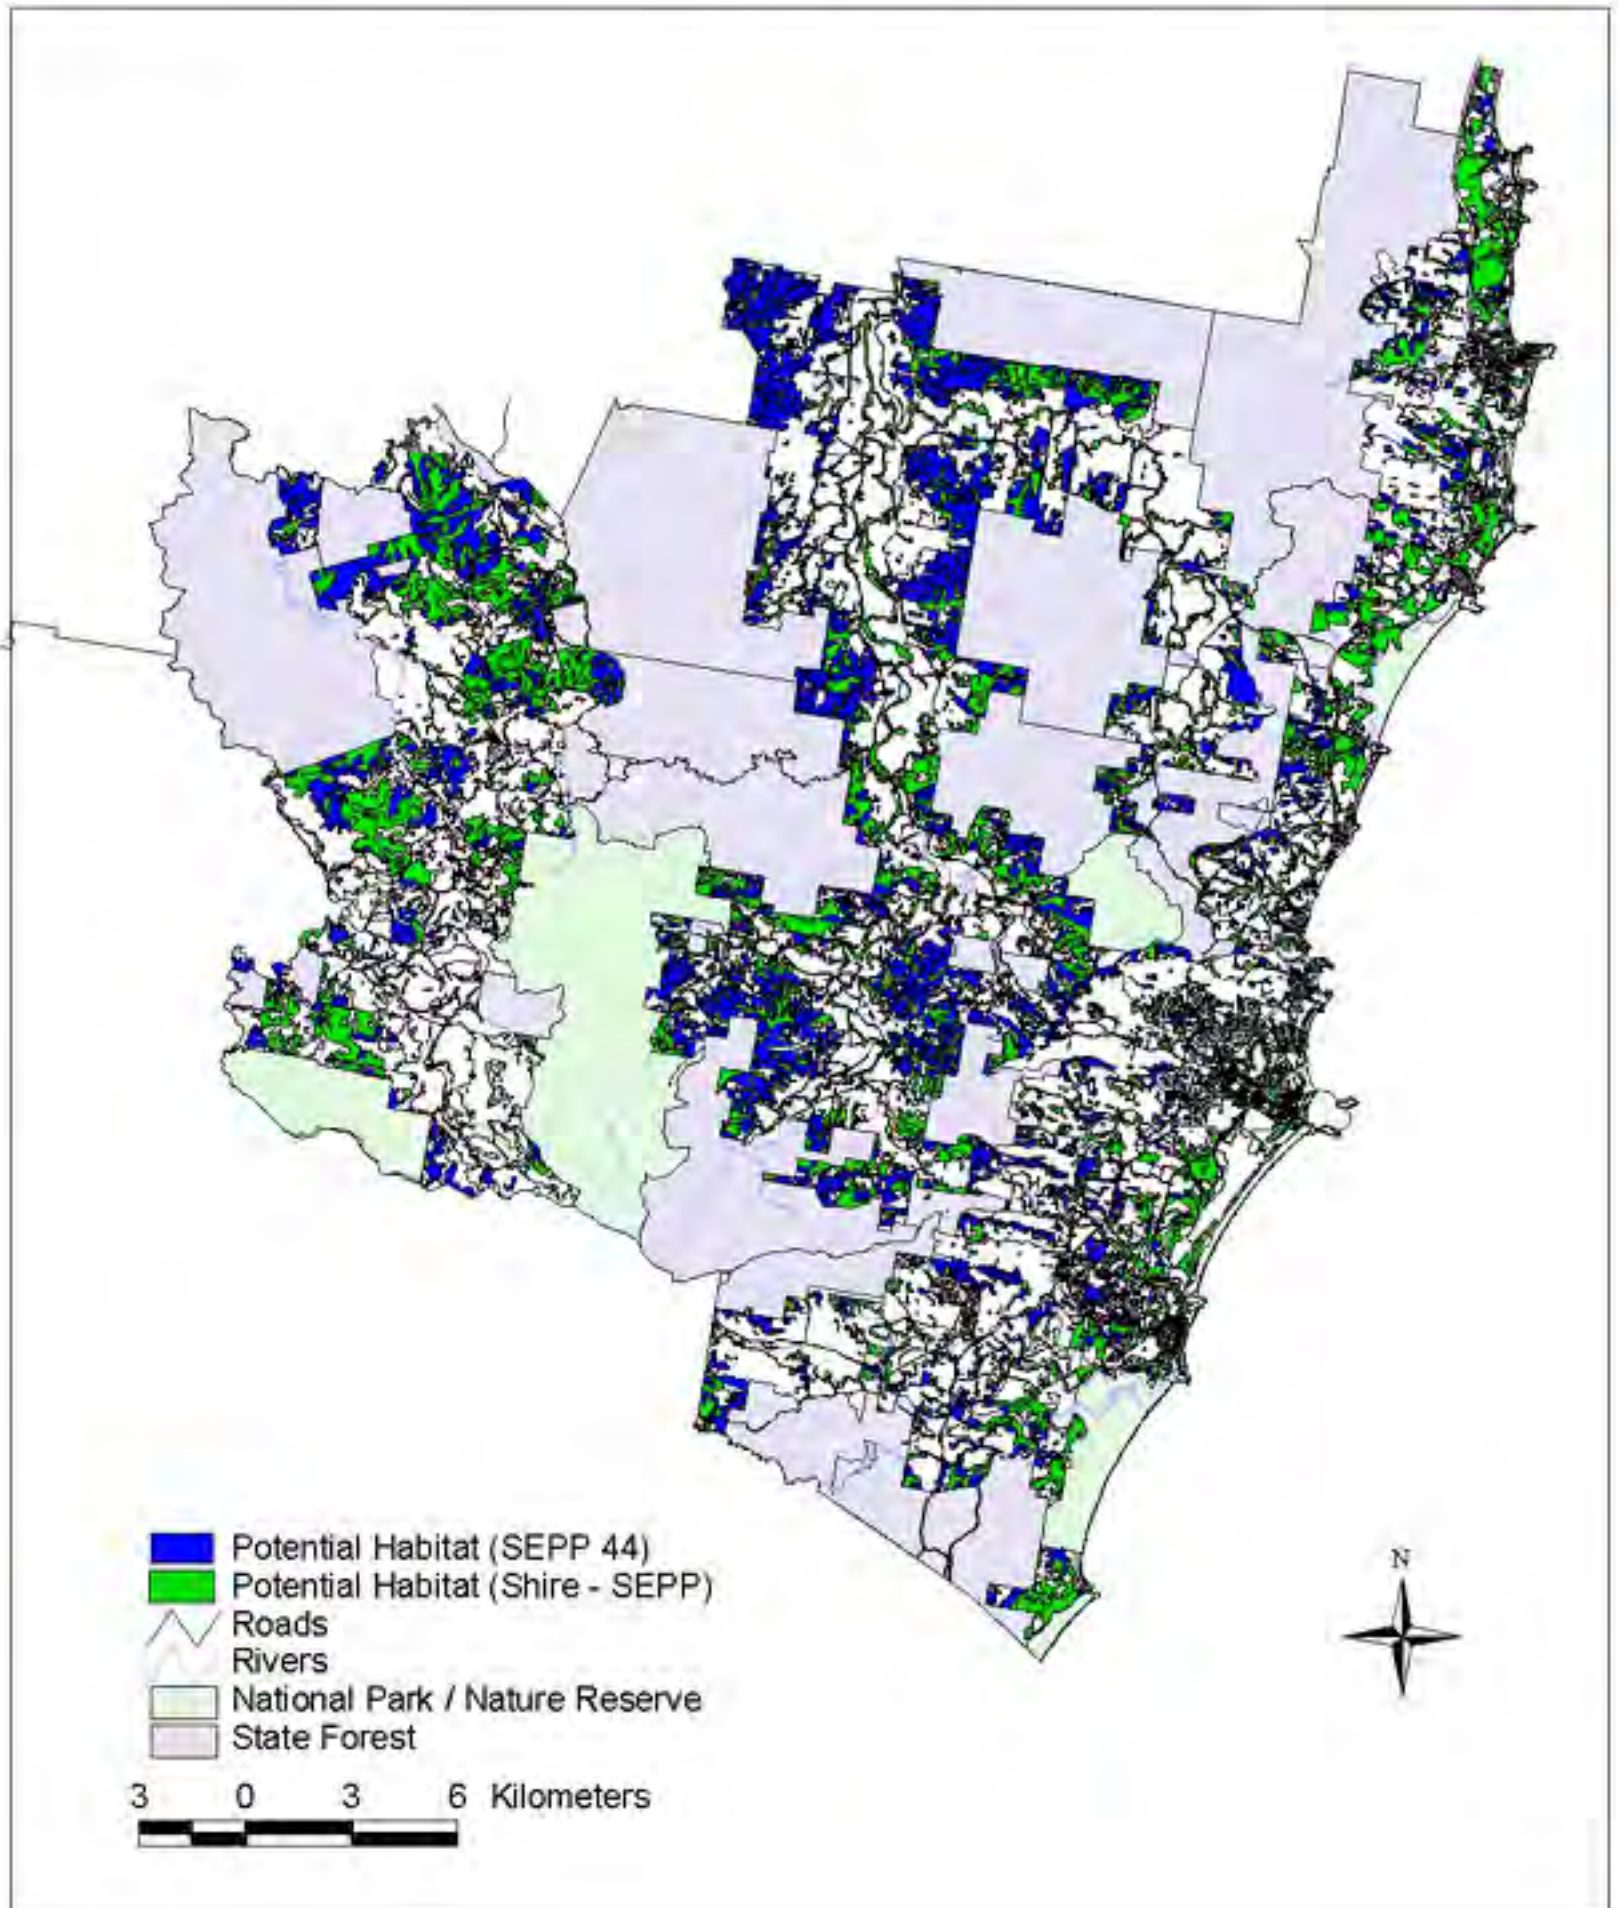 Potential Habitat (SEPP 44)
Potential Habitat (Shire - SEPP)
Roads
Rivers
National Park / Nature Reserve
State Forest
3 0 3 6 Kilometers
N